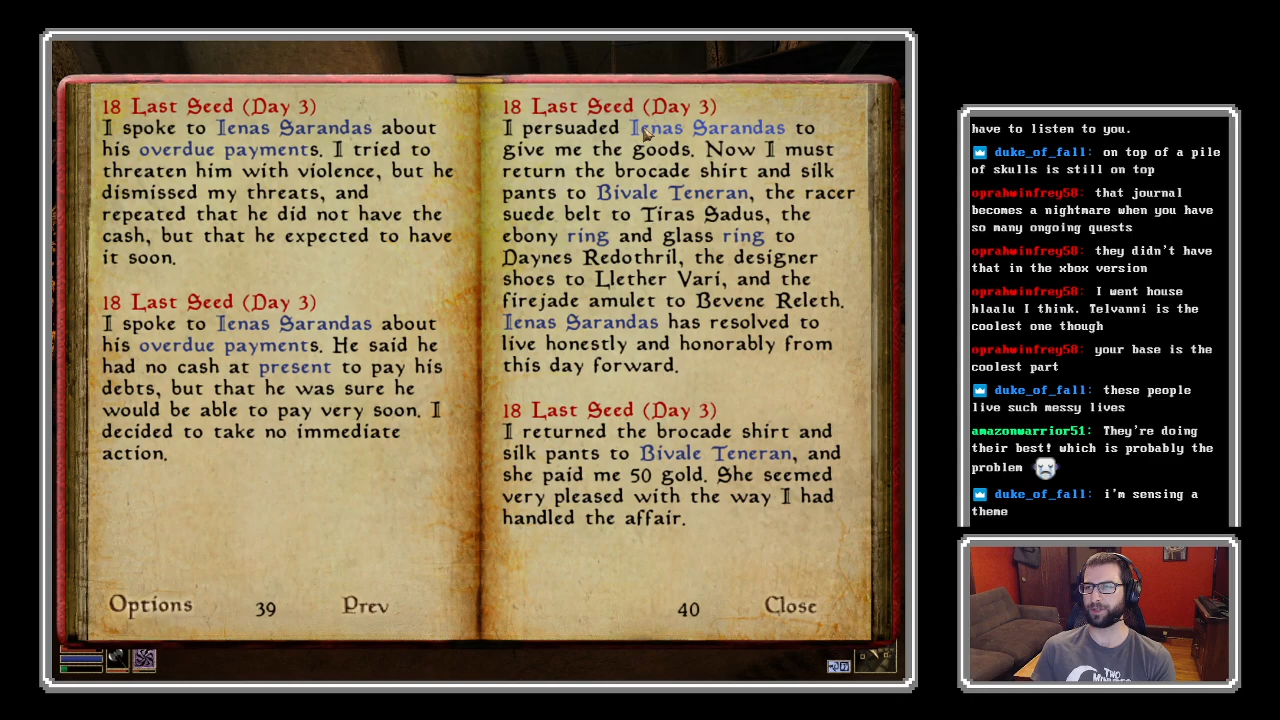 18 Last Seed (Day 3)
I spoke to Ienas Sarandas about
his overdue payments. I tried to
threaten him with violence, but he
dismissed my threats, and
repeated that he did not have the
cash, but that he expected to have
it soon.
18 Last Seed (Day 3)
I spoke to Ienas Sarandas about
his overdue payments. He said he
had no cash at present to pay his
debts, but that he was sure he
would be able to pay very soon. I
decided to take no immediate
action.
Options
39
Prev
18 Last Seed (Day 3)
I persuaded Ienas Sarandas to
give me the goods. Now I must
return the brocade shirt and silk
pants to Bivale Teneran, the racer
suede belt to Tiras Sadus, the
ebony ring and glass ring to
Daynes Redothril, the designer
shoes to Llether Vari, and the
firejade amulet to Bevene Releth.
Ienas Sarandas has resolved to
live honestly and honorably from
this day forward.
18 Last Seed (Day 3)
I returned the brocade shirt and
silk pants to Bivale Teneran, and
she paid me 50 gold. She seemed
very pleased with the way I had
handled the affair.
40
Close
have to listen to you.
duke_of_fall: on top of a pile
of skulls is still on top
oprahwinfrey58: that journal
becomes a nightmare when you have
so many ongoing quests
oprahwinfrey58: they didn't have
that in the xbox version
oprahwinfrey58: I went house
hlaalu I think. Telvanni is the
coolest one though
oprahwinfrey58: your base is the
coolest part
duke_of_fall: these people
live such messy lives
amazonwarrior51: They're doing
their best! which is probably the
problem
duke_of_fall: i'm sensing a
theme
TWO